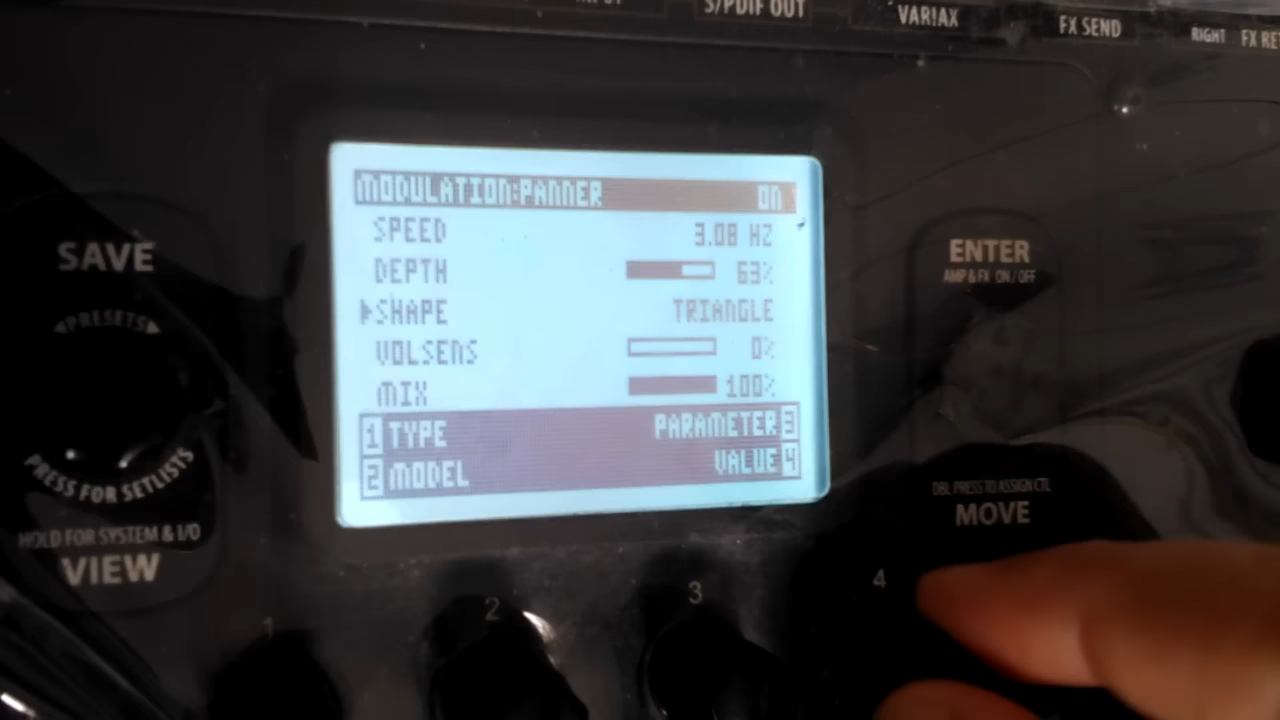 S/PDIF OUT
VARIAX
FX SEND
RIGHT
SAVE
PRESETS
PRESS FOR SETLISTS
HOLD FOR SYSTEM & I/O
VIEW
MODULATION:PANNER ON
SPEED 3.08 HZ
DEPTH 63%
SHAPE TRIANGLE
VOLSENS 0%
MIX 100%
1 TYPE PARAMETER 3
2 MODEL VALUE 4
ENTER
AMP & FX ON / OFF
DBL PRESS TO ASSIGN CTL
MOVE
1
2
3
4